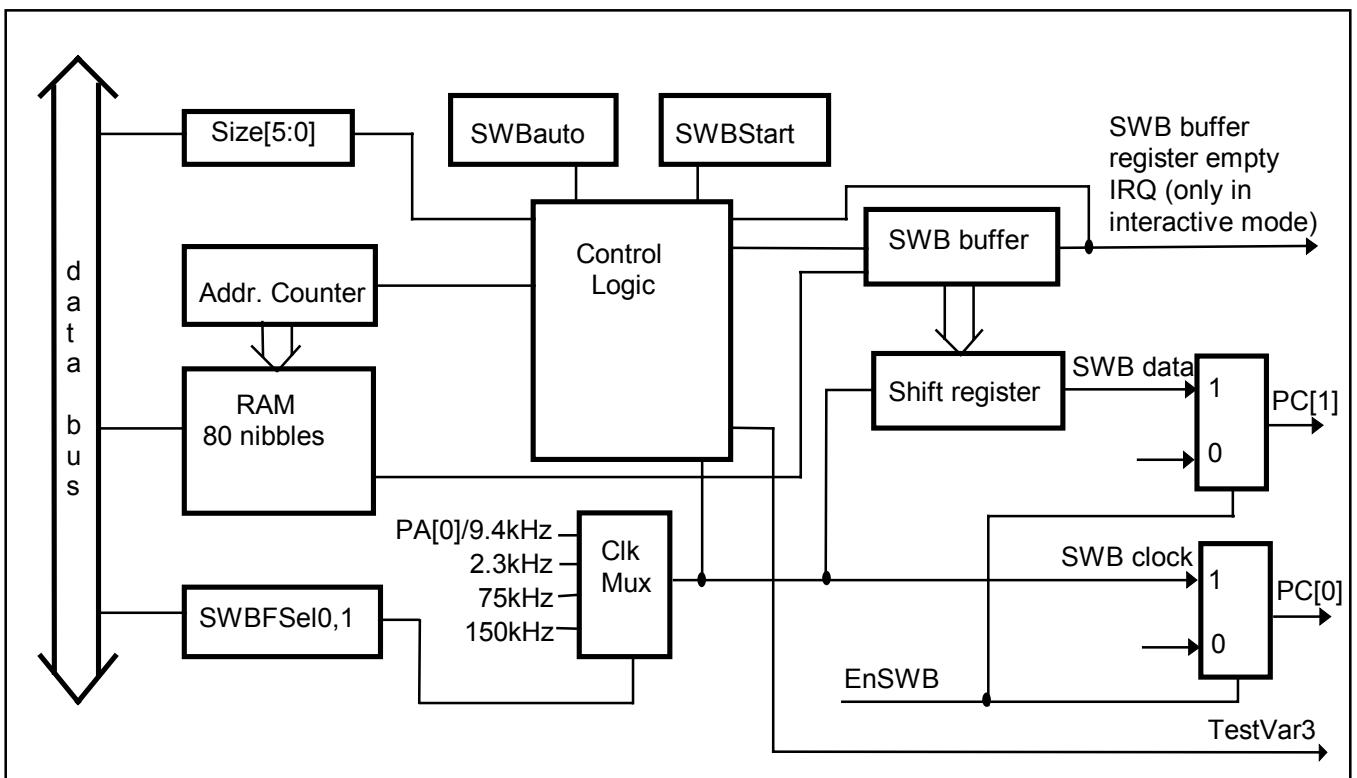 data bus
Size[5:0]
SWBauto
SWBStart
SWB buffer
register empty
IRQ (only in
interactive mode)
Control
Logic
SWB buffer
Addr. Counter
Shift register
SWB data
1
0
PC[1]
RAM
80 nibbles
PA[0]/9.4kHz
2.3kHz
75kHz
150kHz
Clk
Mux
SWB clock
1
0
PC[0]
SWBFSel0,1
EnSWB
TestVar3